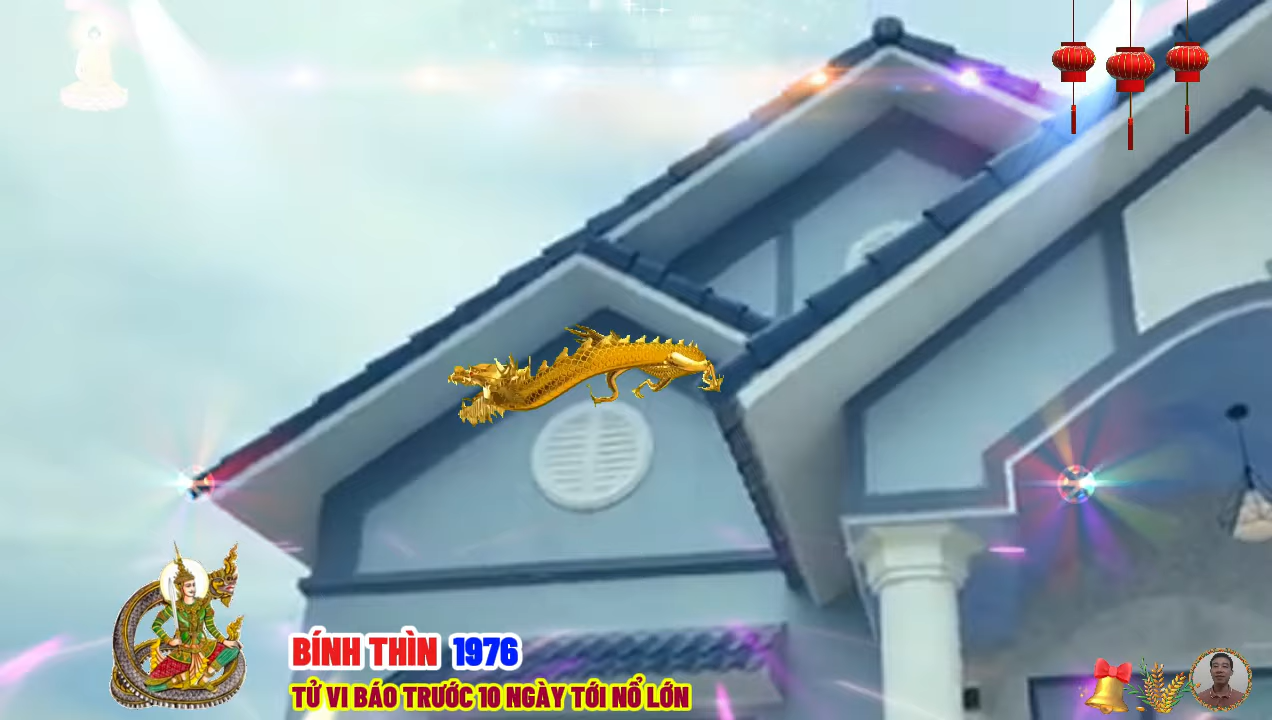 BÍNH THÌN 1976
TỬ VI BÁO TRƯỚC 10 NGÀY TỚI NỔ LỚN